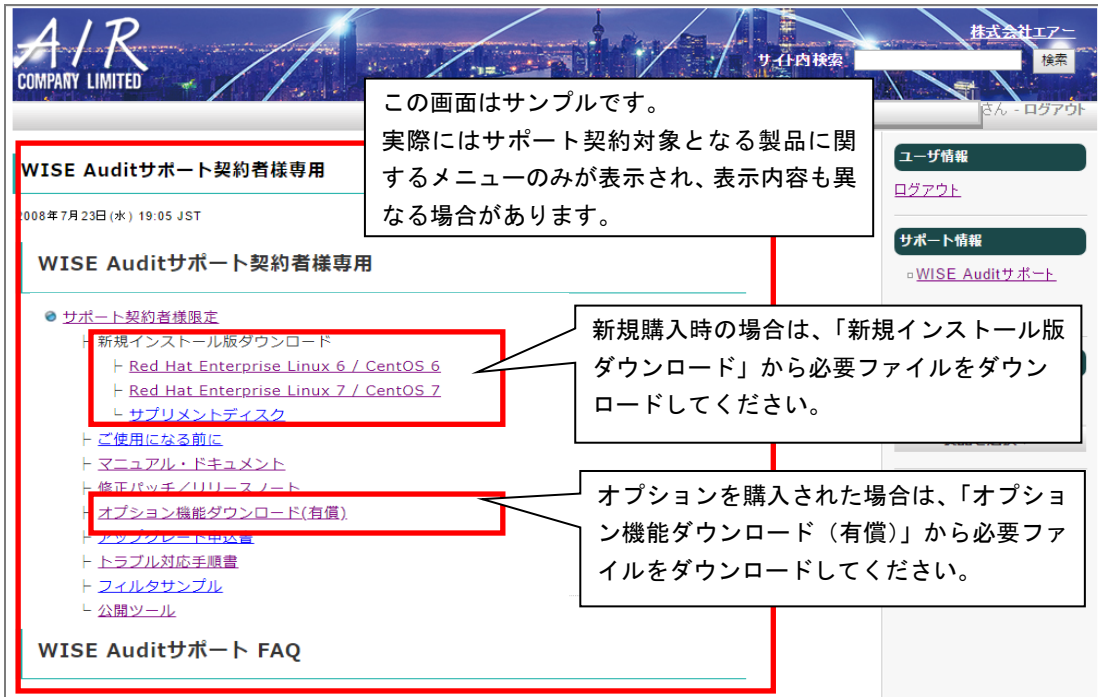 AIR
COMPANY LIMITED
株式会社エアー
サイト内検索
検索
さん - ログアウト
この画面はサンプルです。
実際にはサポート契約対象となる製品に関
するメニューのみが表示され、表示内容も異
なる場合があります。
WISE Auditサポート契約者様専用
2008年7月23日(水) 19:05 JST
WISE Auditサポート契約者様専用
サポート契約者様限定
新規インストール版ダウンロード
Red Hat Enterprise Linux 6 / CentOS 6
Red Hat Enterprise Linux 7 / CentOS 7
サプリメントディスク
ご使用になる前に
マニュアル・ドキュメント
修正パッチ/リリースノート
オプション機能ダウンロード(有償)
アップグレード申込書
トラブル対応手順書
フィルタサンプル
公開ツール
WISE Auditサポート FAQ
新規購入時の場合は、「新規インストール版
ダウンロード」から必要ファイルをダウン
ロードしてください。
オプションを購入された場合は、「オプショ
ン機能ダウンロード（有償）」から必要ファ
イルをダウンロードしてください。
ユーザ情報
ログアウト
サポート情報
WISE Auditサポート